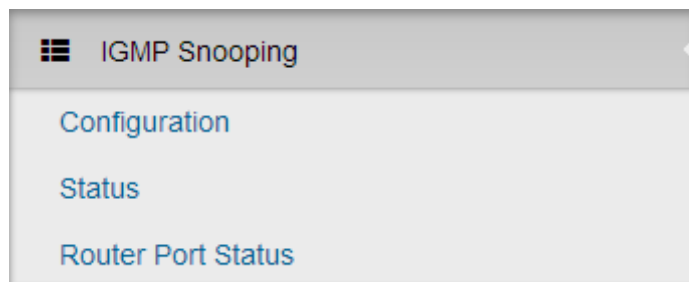 IGMP Snooping
Configuration
Status
Router Port Status